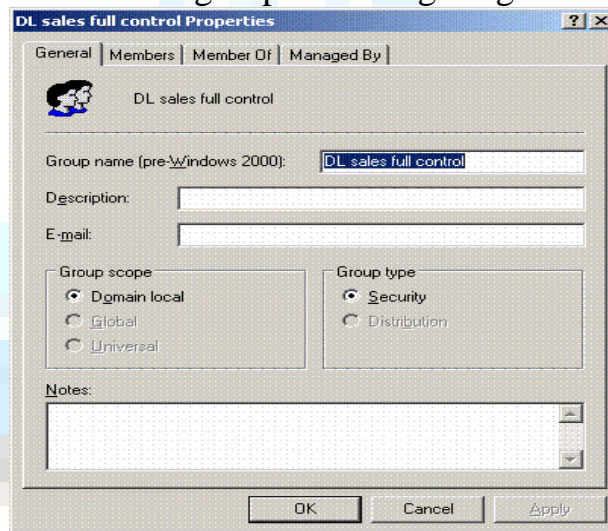 DL sales full control Properties
General Members Member Of Managed By
DL sales full control
Group name (pre-Windows 2000): DL sales full control
Description:
E-mail:
Group scope Group type
Domain local Security
Global Distribution
Universal
Notes:
OK Cancel Apply